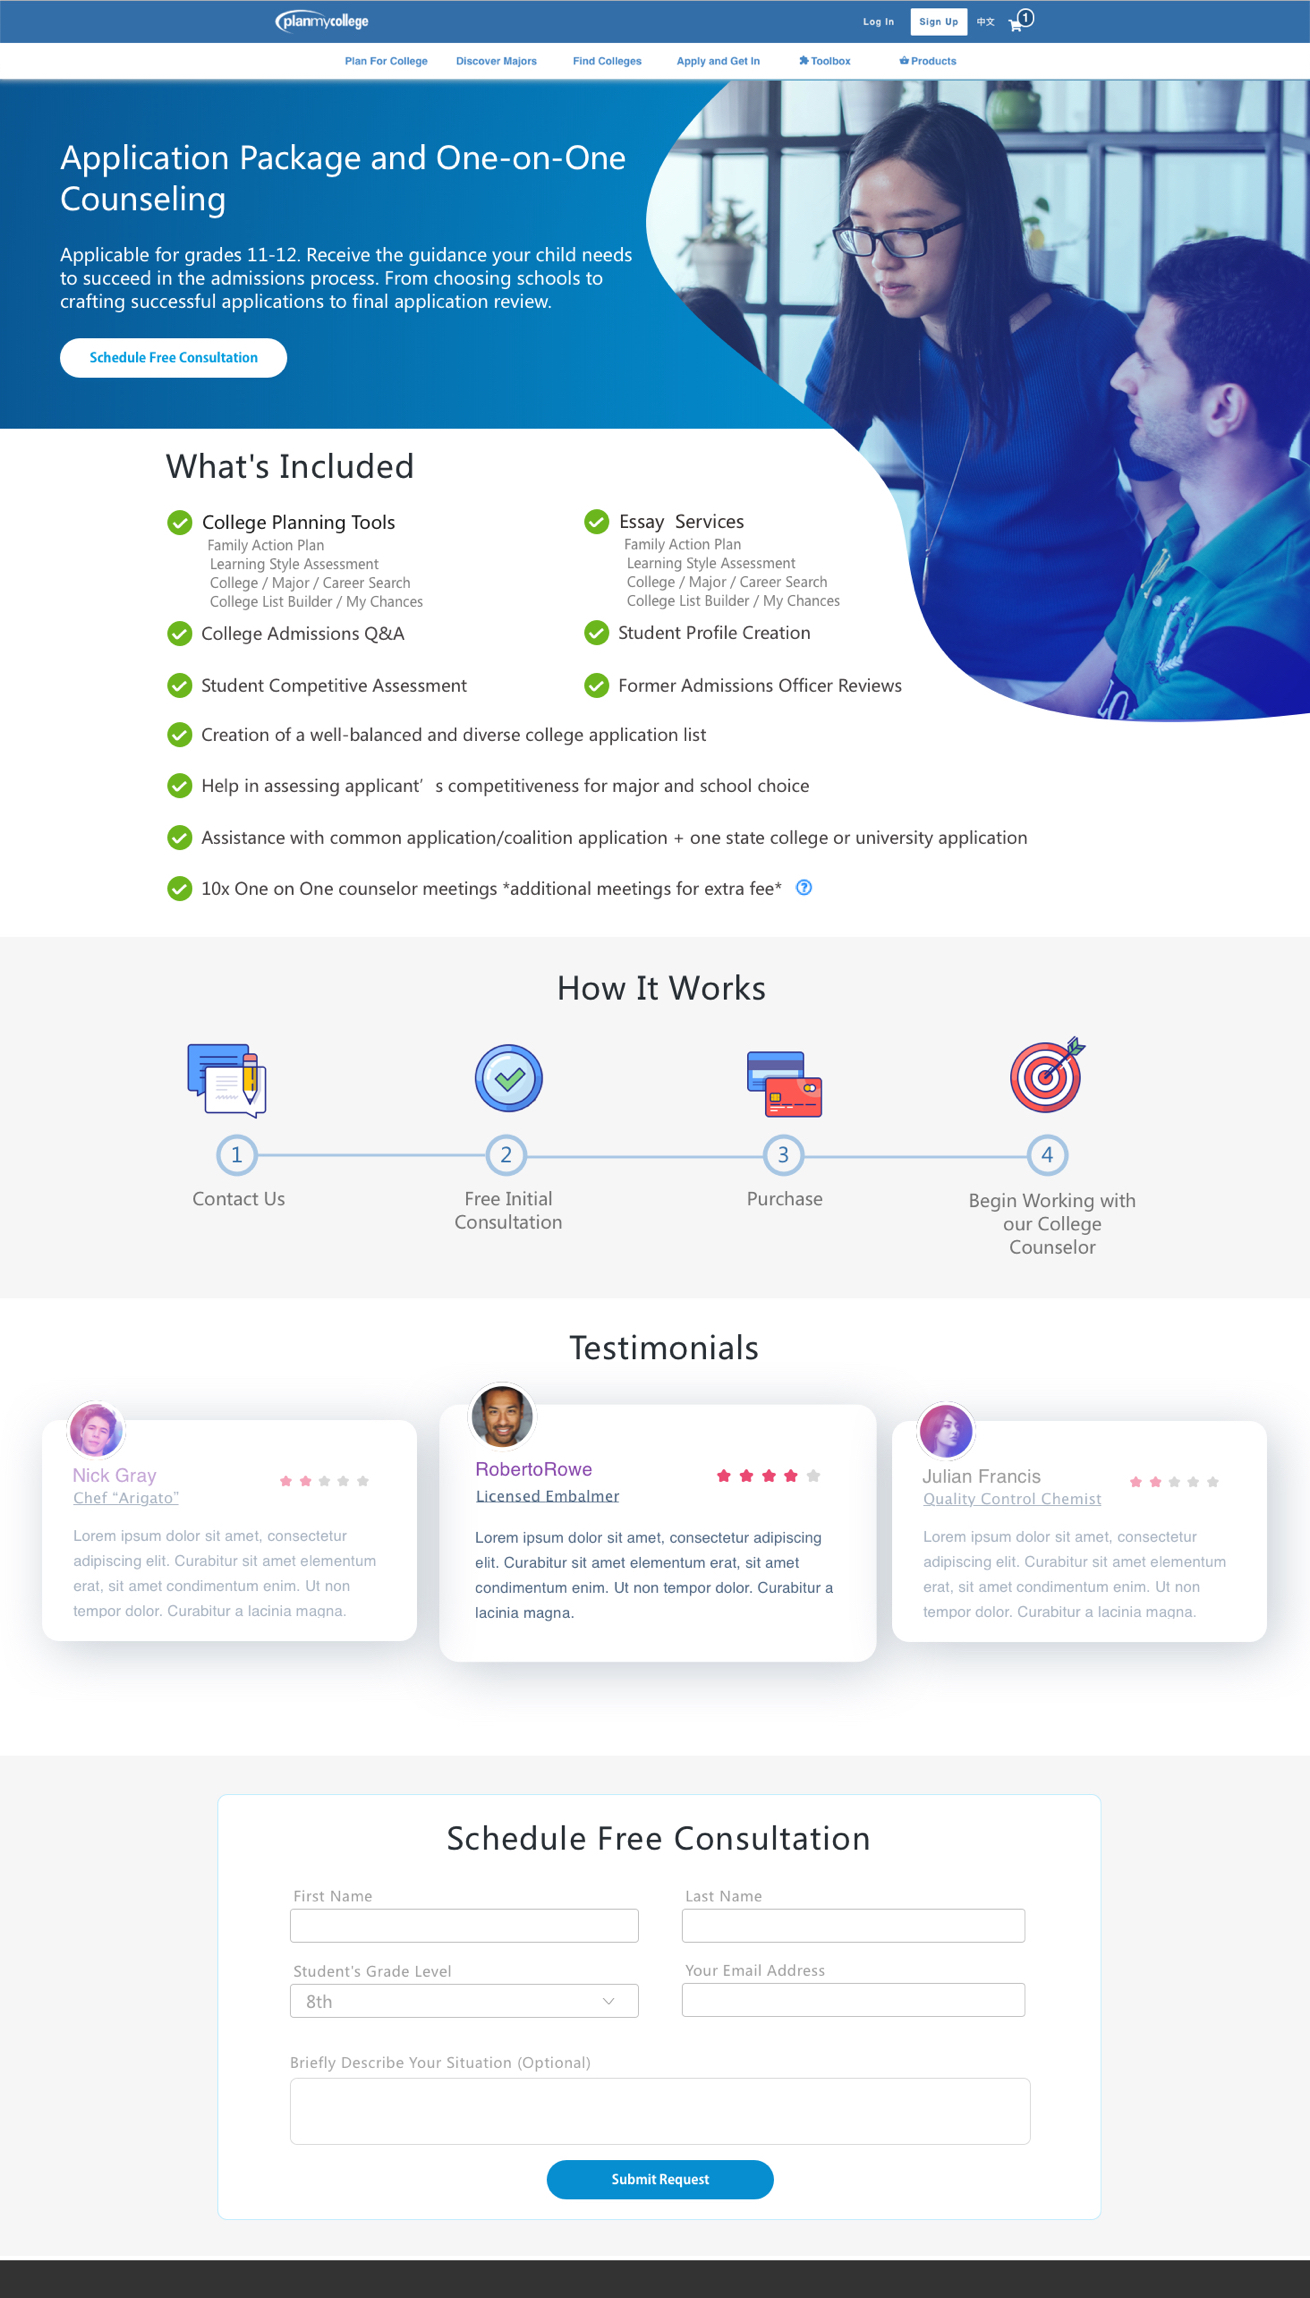 planmycollege
Log In
Sign Up
中文
1
Plan For College
Discover Majors
Find Colleges
Apply and Get In
Toolbox
Products
Application Package and One-on-One
Counseling
Applicable for grades 11-12. Receive the guidance your child needs
to succeed in the admissions process. From choosing schools to
crafting successful applications to final application review.
Schedule Free Consultation
What's Included
College Planning Tools
Family Action Plan
Learning Style Assessment
College / Major / Career Search
College List Builder / My Chances
Essay Services
Family Action Plan
Learning Style Assessment
College / Major / Career Search
College List Builder / My Chances
College Admissions Q&A
Student Profile Creation
Student Competitive Assessment
Former Admissions Officer Reviews
Creation of a well-balanced and diverse college application list
Help in assessing applicant’ s competitiveness for major and school choice
Assistance with common application/coalition application + one state college or university application
10x One on One counselor meetings *additional meetings for extra fee* ?
How It Works
1
2
3
4
Contact Us
Free Initial
Consultation
Purchase
Begin Working with
our College
Counselor
Testimonials
Nick Gray
Chef “Arigato”
Lorem ipsum dolor sit amet, consectetur
adipiscing elit. Curabitur sit amet elementum
erat, sit amet condimentum enim. Ut non
tempor dolor. Curabitur a lacinia magna.
RobertoRowe
Licensed Embalmer
Lorem ipsum dolor sit amet, consectetur adipiscing
elit. Curabitur sit amet elementum erat, sit amet
condimentum enim. Ut non tempor dolor. Curabitur a
lacinia magna.
Julian Francis
Quality Control Chemist
Lorem ipsum dolor sit amet, consectetur
adipiscing elit. Curabitur sit amet elementum
erat, sit amet condimentum enim. Ut non
tempor dolor. Curabitur a lacinia magna.
Schedule Free Consultation
First Name
Last Name
Student's Grade Level
8th
Your Email Address
Briefly Describe Your Situation (Optional)
Submit Request